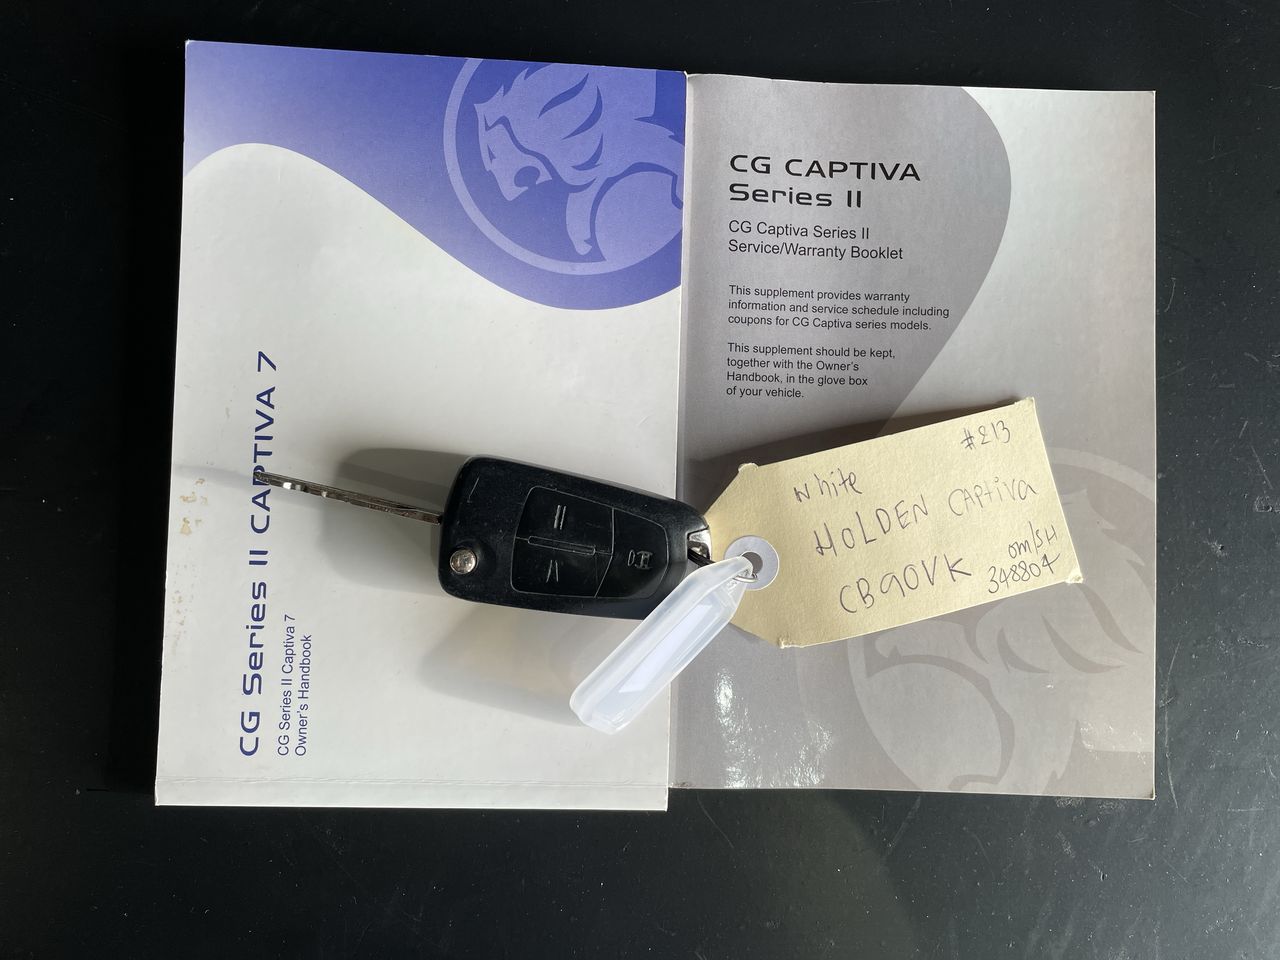 CG Series II CAPTIVA 7
CG Series II Captiva 7
Owner's Handbook
CG CAPTIVA
Series II
CG Captiva Series II
Service/Warranty Booklet
This supplement provides warranty
information and service schedule including
coupons for CG Captiva series models.
This supplement should be kept,
together with the Owner's
Handbook, in the glove box
of your vehicle.
#213
White
HOLDEN CAPTIVA
CB90VK
348804